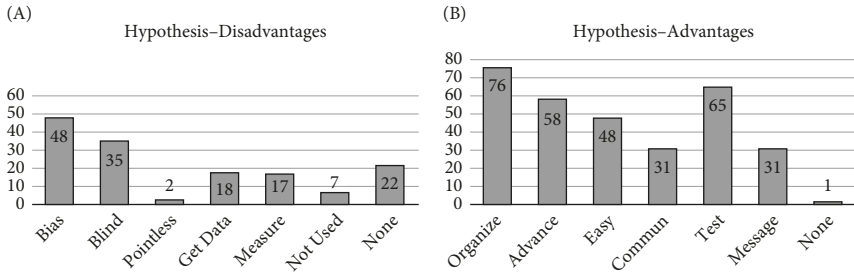 (A)
Hypothesis–Disadvantages
60
50
40
30
20
10
0
48
35
2
18
17
7
22
Bias
Blind
Pointless
Get Data
Measure
Not Used
None
(B)
Hypothesis–Advantages
80
70
60
50
40
30
20
10
0
76
58
48
31
65
31
1
Organize
Advance
Easy
Commun
Test
Message
None